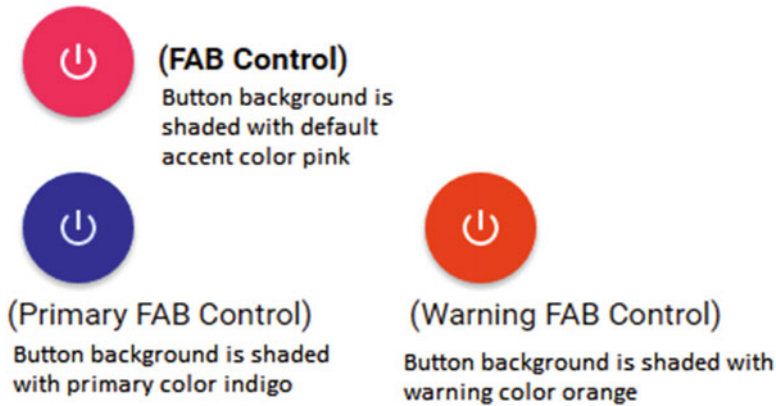 (FAB Control)
Button background is
shaded with default
accent color pink
(Primary FAB Control)
Button background is shaded
with primary color indigo
(Warning FAB Control)
Button background is shaded with
warning color orange